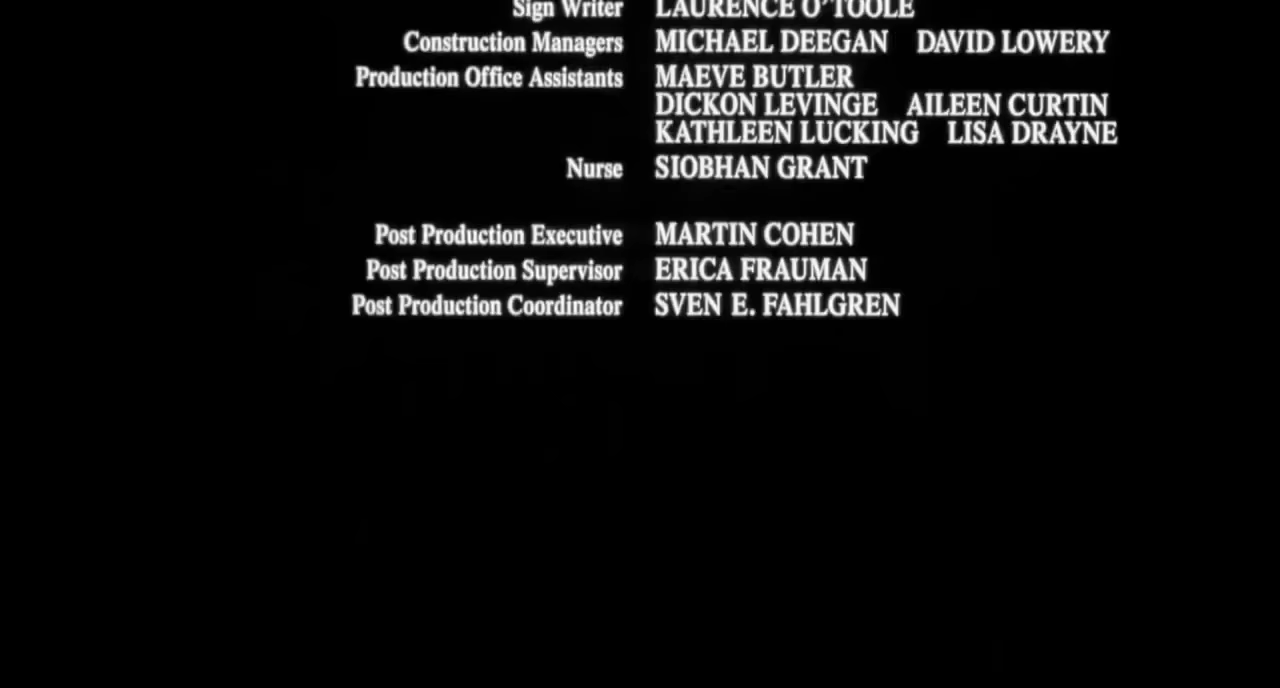 Sign Writer LAURENCE O'TOOLE
Construction Managers MICHAEL DEEGAN DAVID LOWERY
Production Office Assistants MAEVE BUTLER
DICKON LEVINGE AILEEN CURTIN
KATHLEEN LUCKING LISA DRAYNE
Nurse SIOBHAN GRANT
Post Production Executive MARTIN COHEN
Post Production Supervisor ERICA FRAUMAN
Post Production Coordinator SVEN E. FAHLGREN